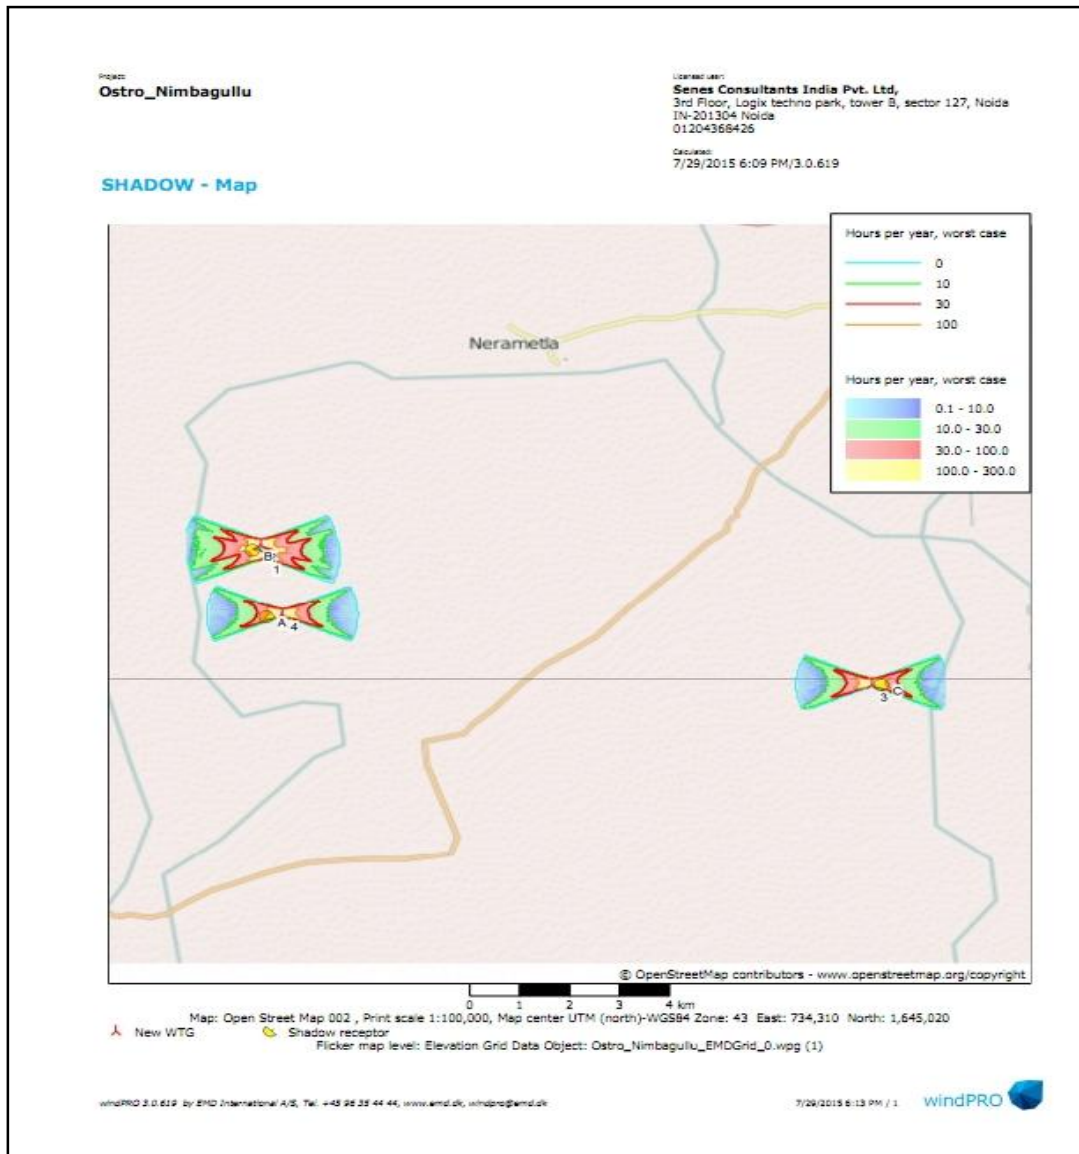 Project:
Ostro_Nimbagullu
Licensed user:
Senes Consultants India Pvt. Ltd,
3rd Floor, Logix techno park, tower B, sector 127, Noida
IN-201304 Noida
01204368426
Calculated:
7/29/2015 6:09 PM/3.0.619
SHADOW - Map
Hours per year, worst case
0
10
30
100
Hours per year, worst case
0.1 - 10.0
10.0 - 30.0
30.0 - 100.0
100.0 - 300.0
Nerametla
B
1
A 4
3 C
© OpenStreetMap contributors - www.openstreetmap.org/copyright
0 1 2 3 4 km
Map: Open Street Map 002 , Print scale 1:100,000, Map center UTM (north)-WGS84 Zone: 43 East: 734,310 North: 1,645,020
New WTG Shadow receptor
Flicker map level: Elevation Grid Data Object: Ostro_Nimbagullu_EMDGrid_0.wpg (1)
windPRO 3.0.619 by EMD International A/S, Tel. +45 96 35 44 44, www.emd.dk, windpro@emd.dk
7/29/2015 6:13 PM / 1
windPRO